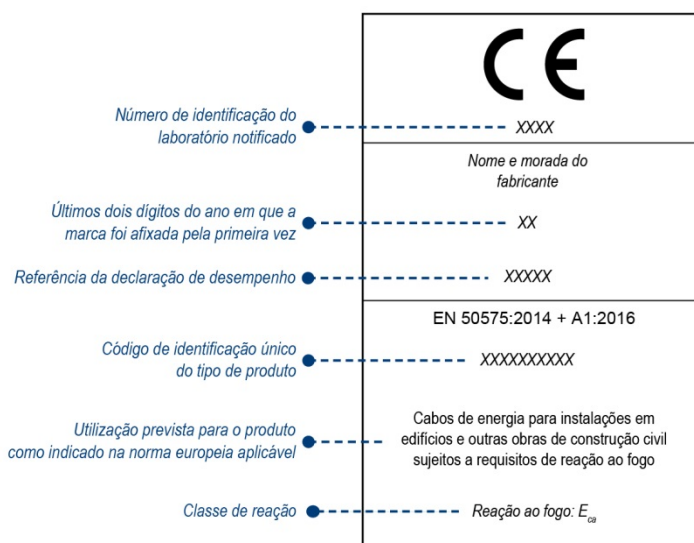 CE
Número de identificação do
laboratório notificado
XXXX
Nome e morada do
fabricante
Últimos dois dígitos do ano em que a
marca foi afixada pela primeira vez
XX
Referência da declaração de desempenho
XXXXX
EN 50575:2014 + A1:2016
Código de identificação único
do tipo de produto
XXXXXXXXXX
Utilização prevista para o produto
como indicado na norma europeia aplicável
Cabos de energia para instalações em
edifícios e outras obras de construção civil
sujeitos a requisitos de reação ao fogo
Classe de reação
Reação ao fogo: Eca